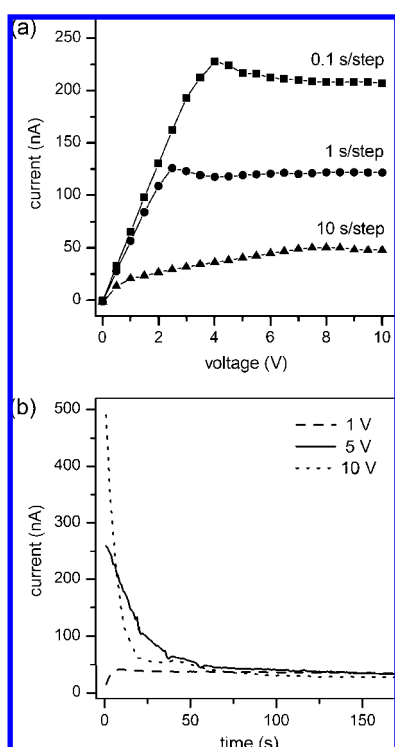 (a)
250
200
150
100
50
0
current (nA)
0.1 s/step
1 s/step
10 s/step
0 2 4 6 8 10
voltage (V)
(b)
500
400
300
200
100
0
current (nA)
1 V
5 V
10 V
0 50 100 150
time (s)